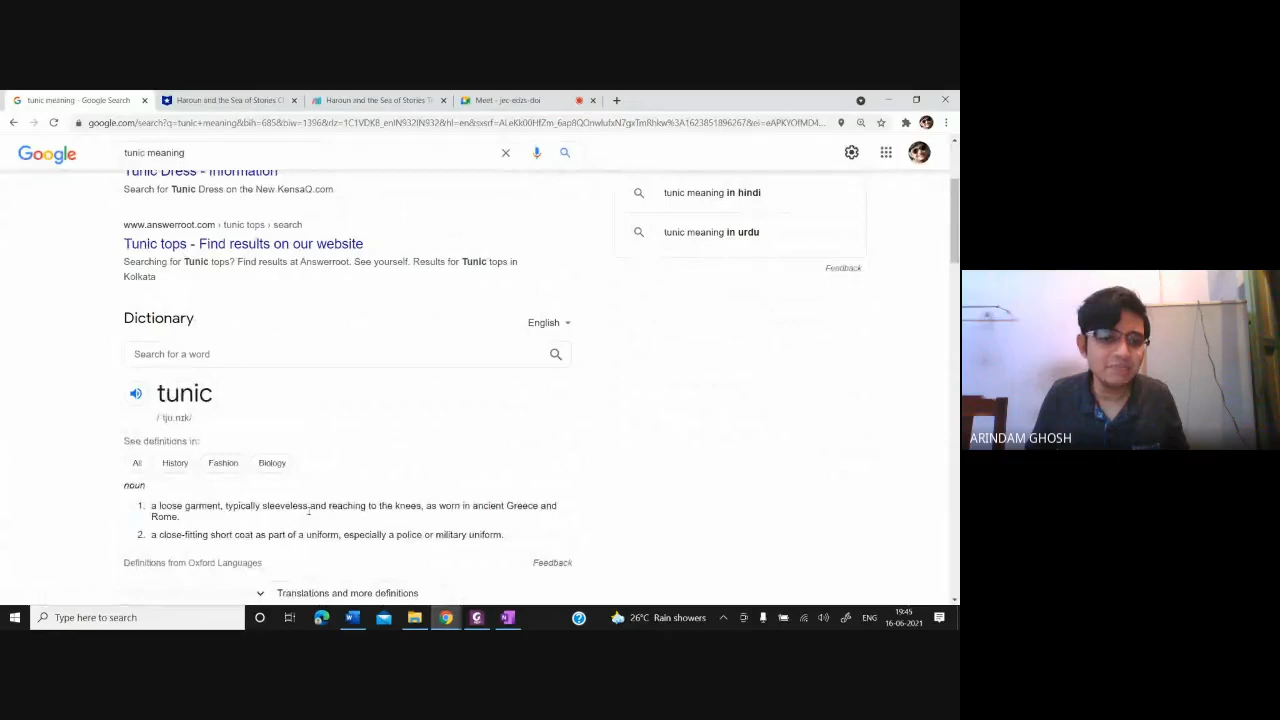 tunic meaning - Google Search
Haroun and the Sea of Stories C
Haroun and the Sea of Stories T
Meet - jec-edzs-doi
Google
tunic meaning
Tunic Dress - Information
Search for Tunic Dress on the New KensaQ.com
tunic meaning in hindi
www.answerroot.com › tunic tops › search
tunic meaning in urdu
Tunic tops - Find results on our website
Searching for Tunic tops? Find results at Answerroot. See yourself. Results for Tunic tops in
Kolkata
Feedback
Dictionary
English
Search for a word
tunic
/ˈtjuːnɪk/
See definitions in:
All History Fashion Biology
noun
1. a loose garment, typically sleeveless and reaching to the knees, as worn in ancient Greece and
Rome.
2. a close-fitting short coat as part of a uniform, especially a police or military uniform.
Definitions from Oxford Languages
Feedback
Translations and more definitions
ARINDAM GHOSH
Type here to search
26°C Rain showers
ENG
19:45
16-06-2021